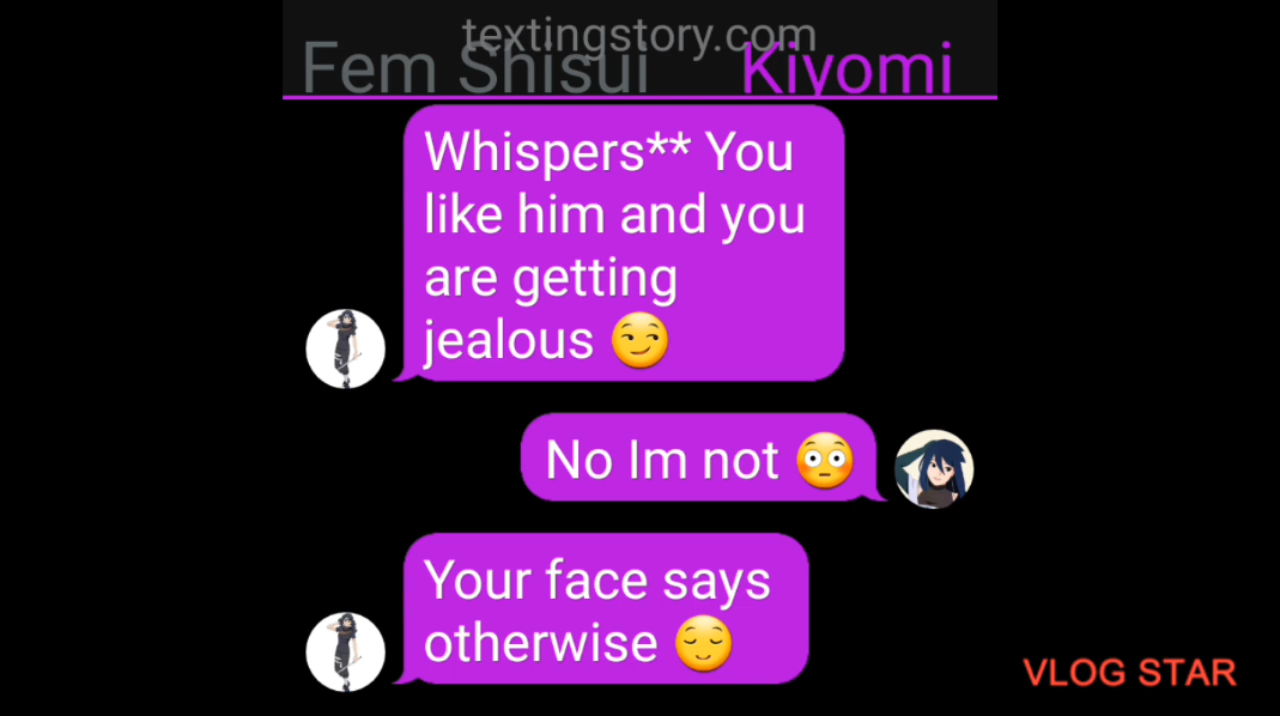 textingstory.com
Fem Shisui Kiyomi
Whispers** You
like him and you
are getting
jealous 😏
No Im not 😳
Your face says
otherwise 😌
VLOG STAR